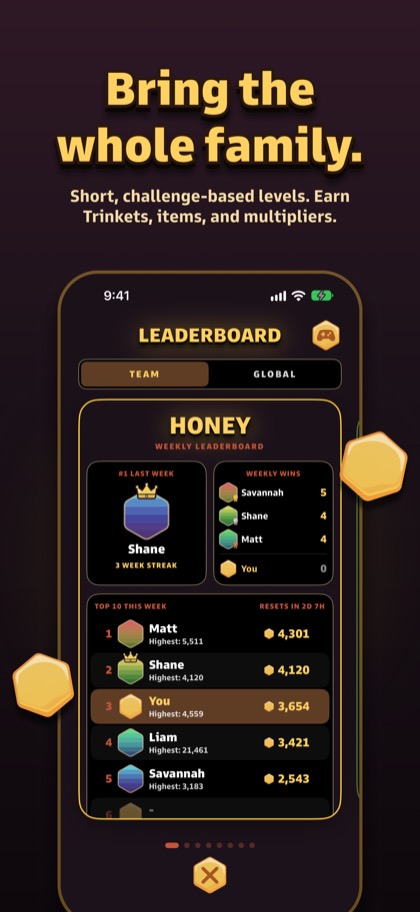 Bring the
whole family.
Short, challenge-based levels. Earn
Trinkets, items, and multipliers.
9:41
LEADERBOARD
TEAM
GLOBAL
HONEY
WEEKLY LEADERBOARD
#1 LAST WEEK
Shane
3 WEEK STREAK
WEEKLY WINS
Savannah 5
Shane 4
Matt 4
You 0
TOP 10 THIS WEEK RESETS IN 2D 7H
1 Matt 4,301
Highest: 5,511
2 Shane 4,120
Highest: 4,120
3 You 3,654
Highest: 4,559
4 Liam 3,421
Highest: 21,461
5 Savannah 2,543
Highest: 3,183
6 -